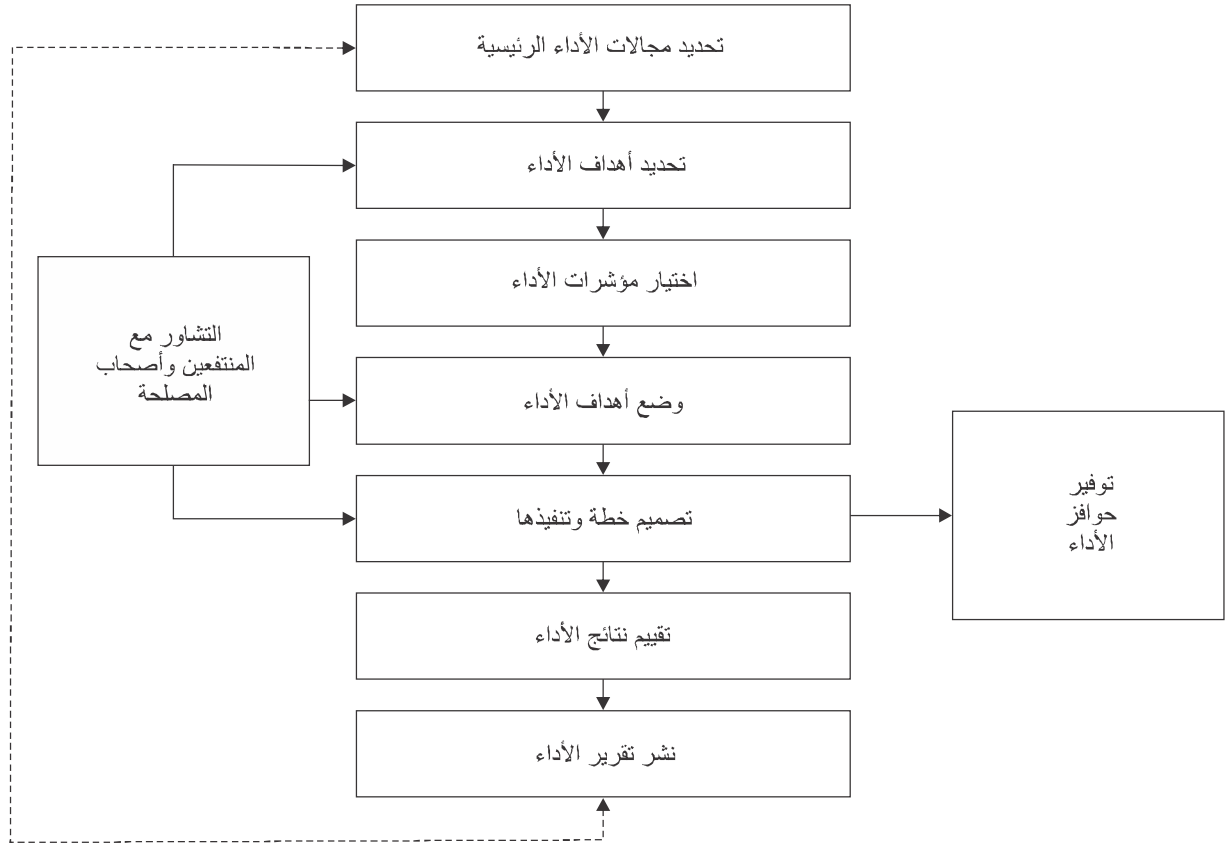 تحديد مجالات الأداء الرئيسية
تحديد أهداف الأداء
اختيار مؤشرات الأداء
التشاور مع
المنتفعين وأصحاب
المصلحة
وضع أهداف الأداء
تصميم خطة وتنفيذها
توفير
حوافز
الأداء
تقييم نتائج الأداء
نشر تقرير الأداء